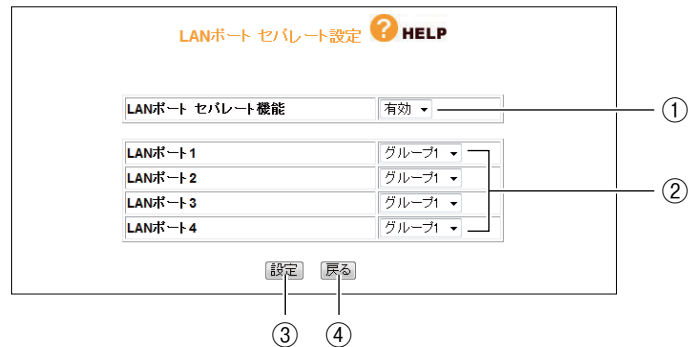 LANポート セパレート設定 ? HELP
LANポート セパレート機能 有効 ①
LANポート1 グループ1
LANポート2 グループ1
②
LANポート3 グループ1
LANポート4 グループ1
設定 戻る
③ ④